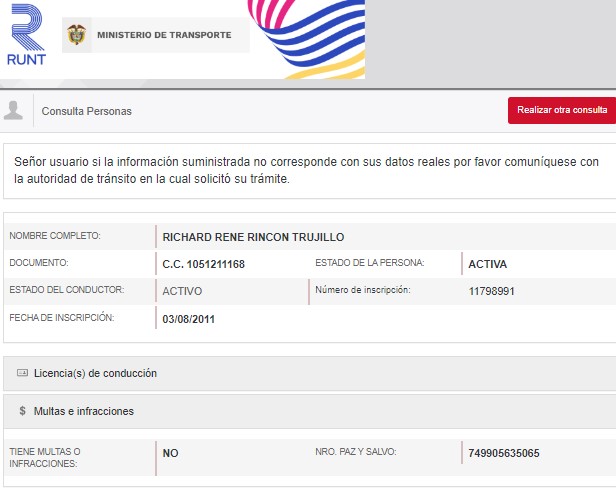 RUNT
MINISTERIO DE TRANSPORTE
Consulta Personas
Realizar otra consulta
Señor usuario si la información suministrada no corresponde con sus datos reales por favor comuníquese con
la autoridad de tránsito en la cual solicitó su trámite.
NOMBRE COMPLETO: RICHARD RENE RINCON TRUJILLO
DOCUMENTO: C.C. 1051211168 ESTADO DE LA PERSONA: ACTIVA
ESTADO DEL CONDUCTOR: ACTIVO Número de inscripción: 11798991
FECHA DE INSCRIPCIÓN: 03/08/2011
Licencia(s) de conducción
$ Multas e infracciones
TIENE MULTAS O NO NRO. PAZ Y SALVO: 749905635065
INFRACCIONES: